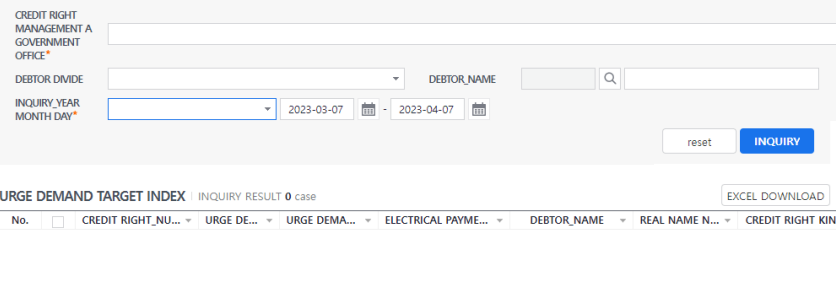 CREDIT RIGHT
MANAGEMENT A
GOVERNMENT
OFFICE*
DEBTOR DIVIDE
DEBTOR_NAME
INQUIRY_YEAR
MONTH DAY*
2023-03-07 - 2023-04-07
reset INQUIRY
URGE DEMAND TARGET INDEX INQUIRY RESULT 0 case
EXCEL DOWNLOAD
No. CREDIT RIGHT_NU... URGE DE... URGE DEMA... ELECTRICAL PAYME... DEBTOR_NAME REAL NAME N... CREDIT RIGHT KIN